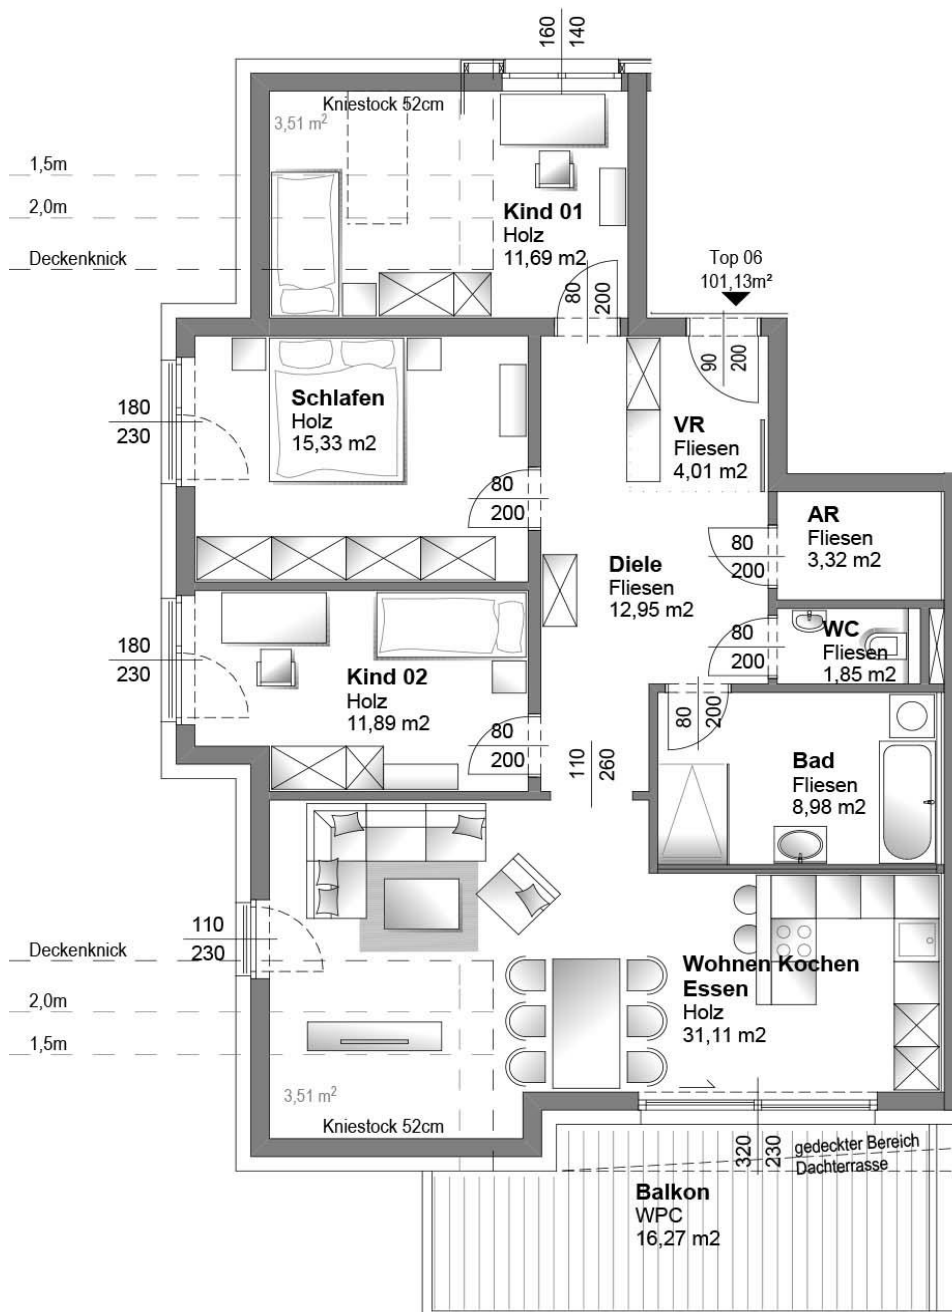 160
140
Kniestock 52cm
3,51 m²
1,5m
2,0m
Deckenknick
Kind 01
Holz
11,69 m2
Top 06
101,13m²
80
200
90
200
Schlafen
Holz
15,33 m2
180
230
80
200
VR
Fliesen
4,01 m2
AR
Fliesen
3,32 m2
80
200
Diele
Fliesen
12,95 m2
WC
Fliesen
1,85 m2
80
200
180
230
Kind 02
Holz
11,89 m2
80
200
80
200
110
260
Bad
Fliesen
8,98 m2
110
230
Deckenknick
2,0m
1,5m
Wohnen Kochen
Essen
Holz
31,11 m2
3,51 m²
Kniestock 52cm
320
230
gedeckter Bereich
Dachterrasse
Balkon
WPC
16,27 m2